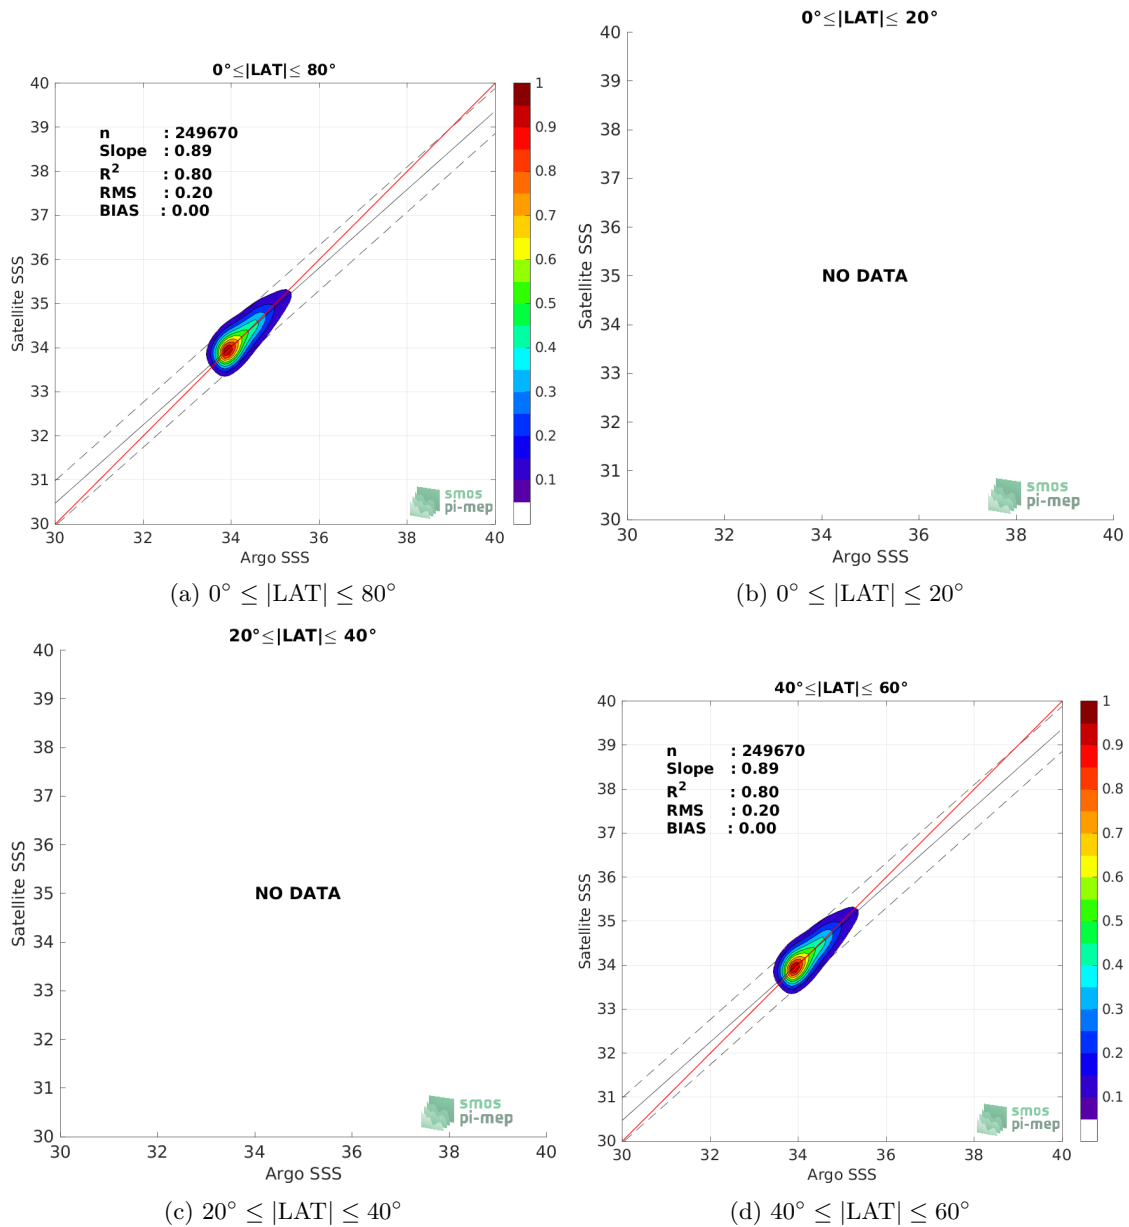 0°≤|LAT|≤ 80°
40
39
38
37
36
35
34
33
32
31
30
Satellite SSS
n : 249670
Slope : 0.89
R² : 0.80
RMS : 0.20
BIAS : 0.00
smos
pi-mep
30 32 34 36 38 40
Argo SSS
1
0.9
0.8
0.7
0.6
0.5
0.4
0.3
0.2
0.1
(a) 0° ≤ |LAT| ≤ 80°
0°≤|LAT|≤ 20°
40
39
38
37
36
35
34
33
32
31
30
Satellite SSS
NO DATA
smos
pi-mep
30 32 34 36 38 40
Argo SSS
(b) 0° ≤ |LAT| ≤ 20°
20°≤|LAT|≤ 40°
40
39
38
37
36
35
34
33
32
31
30
Satellite SSS
NO DATA
smos
pi-mep
30 32 34 36 38 40
Argo SSS
(c) 20° ≤ |LAT| ≤ 40°
40°≤|LAT|≤ 60°
40
39
38
37
36
35
34
33
32
31
30
Satellite SSS
n : 249670
Slope : 0.89
R² : 0.80
RMS : 0.20
BIAS : 0.00
smos
pi-mep
30 32 34 36 38 40
Argo SSS
1
0.9
0.8
0.7
0.6
0.5
0.4
0.3
0.2
0.1
(d) 40° ≤ |LAT| ≤ 60°